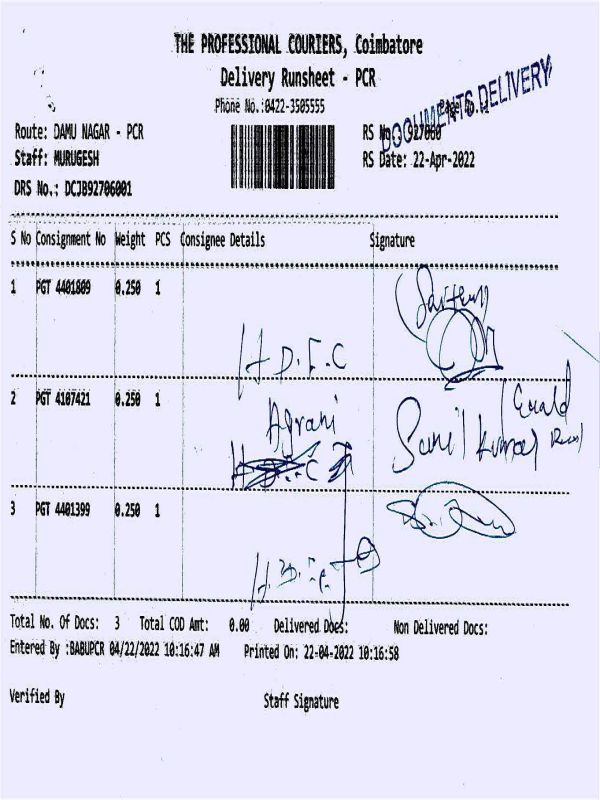 THE PROFESSIONAL COURIERS, Coimbatore
Delivery Runsheet - PCR
DOCUMENTS DELIVERY
Phone No.:0422-3505555
Route: DAMU NAGAR - PCR
RS No
Staff: MURUGESH
RS Date: 22-Apr-2022
DRS No.: DCJB92706001
S No Consignment No Weight PCS Consignee Details Signature
1 PGT 4401809 0.250 1
H.D.F.C
2 PGT 4107421 0.250 1
Agrani
Sunil Kumar
3 PGT 4401399 0.250 1
Total No. Of Docs: 3 Total COD Amt: 0.00 Delivered Docs: Non Delivered Docs:
Entered By :BABUPCR 04/22/2022 10:16:47 AM Printed On: 22-04-2022 10:16:58
Verified By Staff Signature